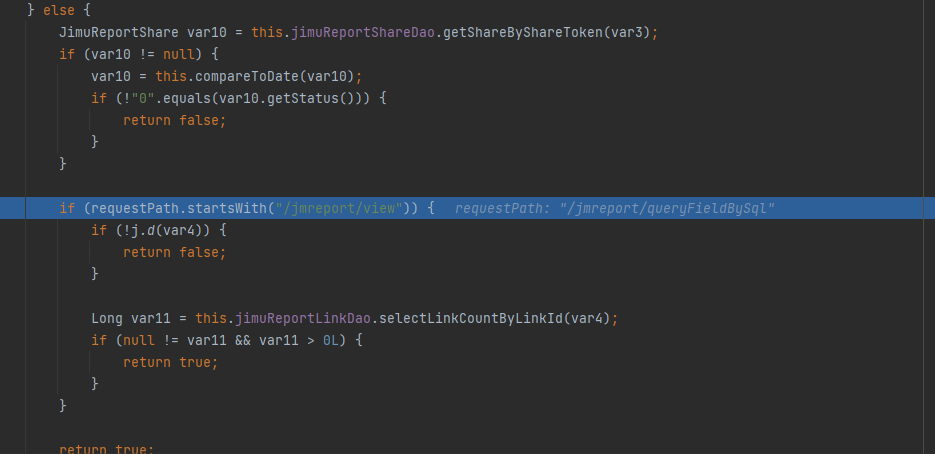 } else {
JimuReportShare var10 = this.jimuReportShareDao.getShareByShareToken(var3);
if (var10 != null) {
var10 = this.compareToDate(var10);
if (!"0".equals(var10.getStatus())) {
return false;
}
}
if (requestPath.startsWith("/jmreport/view")) { requestPath: "/jmreport/queryFieldBySql"
if (!j.d(var4)) {
return false;
}
Long var11 = this.jimuReportLinkDao.selectLinkCountByLinkId(var4);
if (null != var11 && var11 > 0L) {
return true;
}
}
return true;